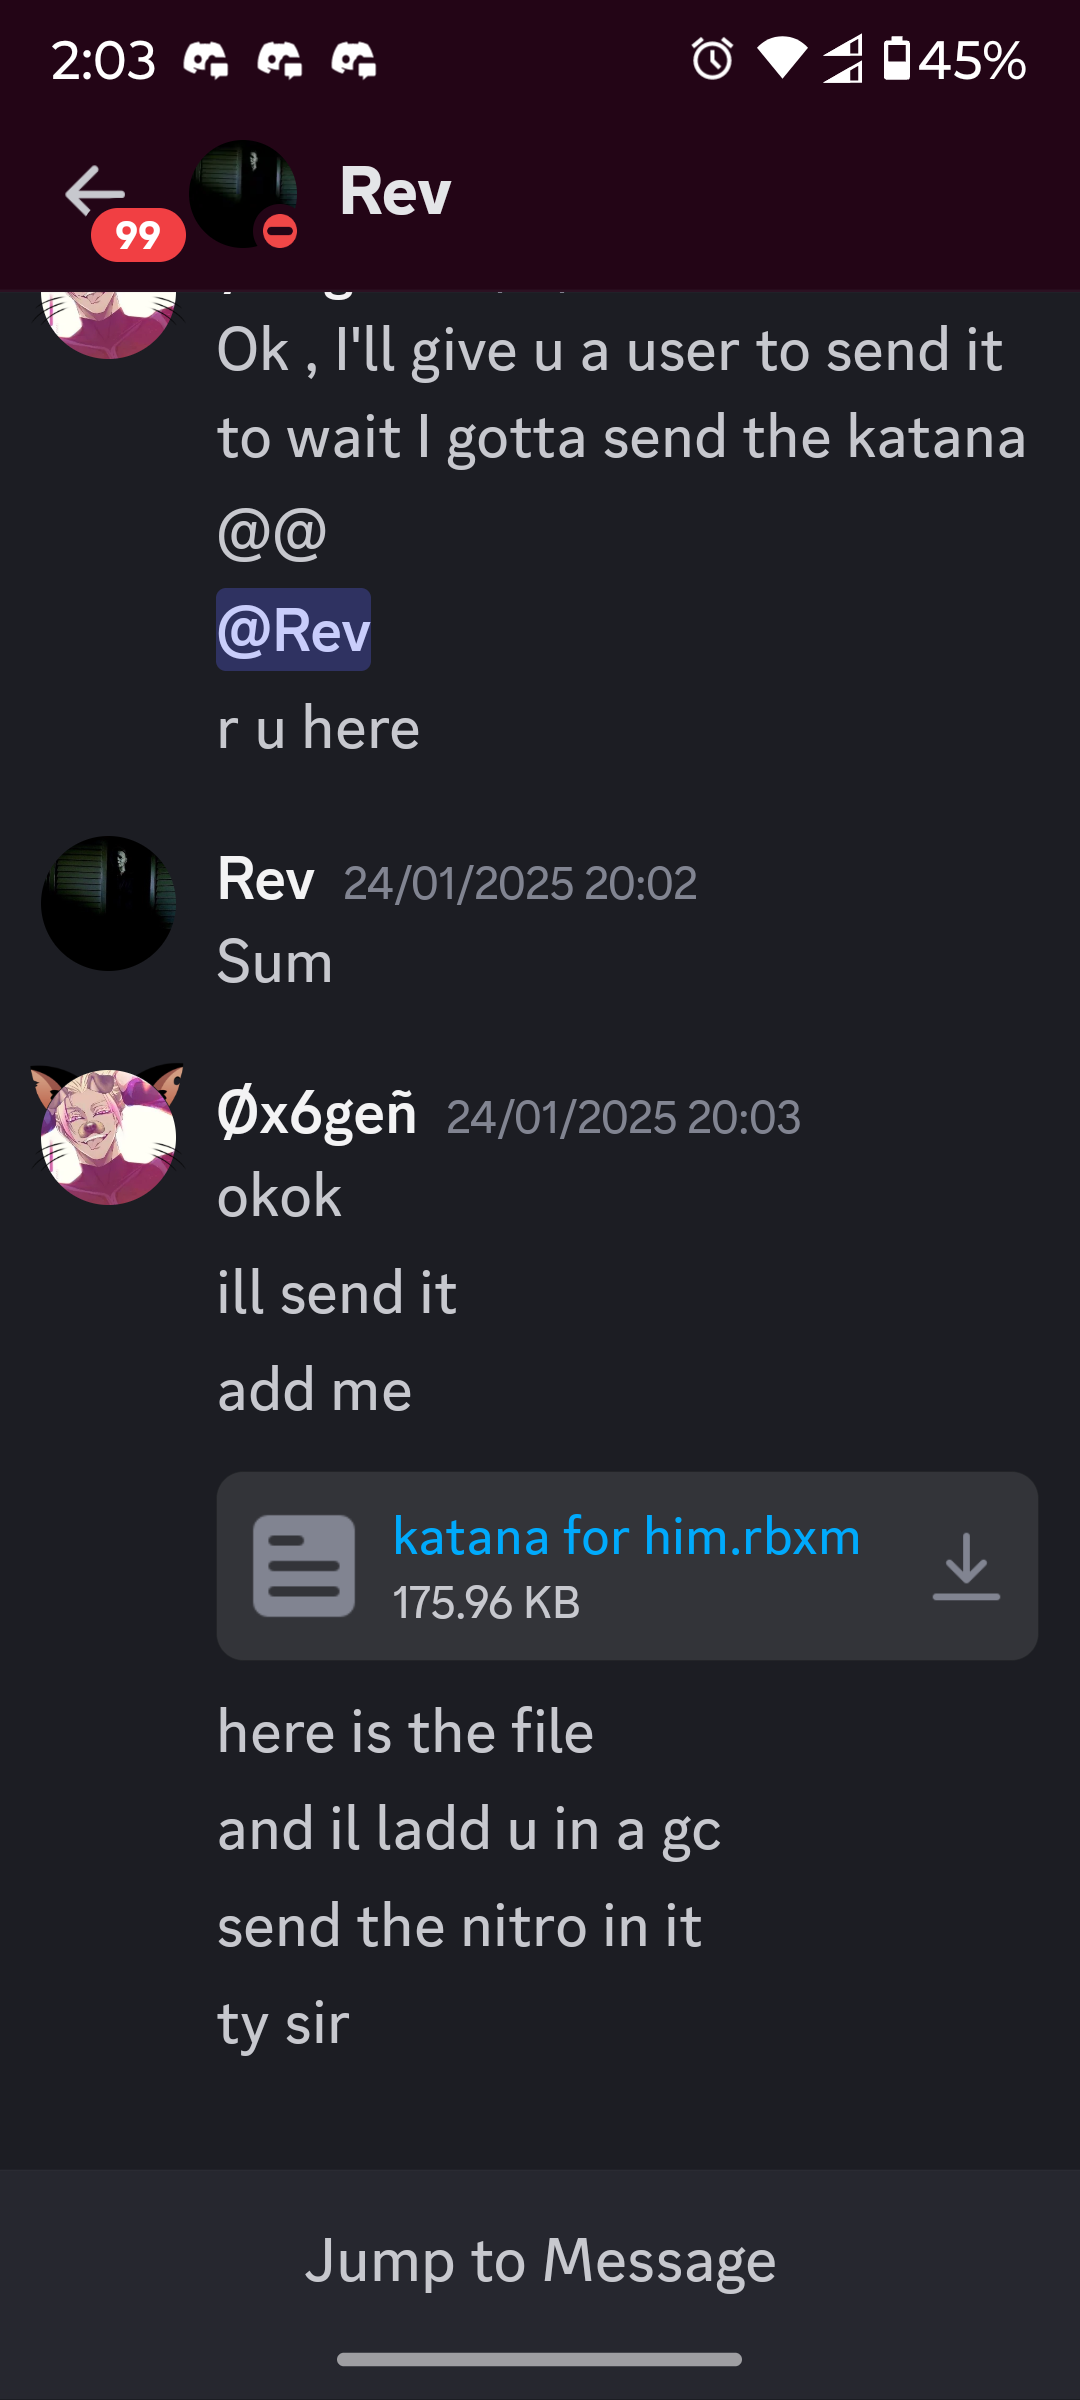 2:03
45%
Rev
99
Ok , I'll give u a user to send it
to wait I gotta send the katana
@@
@Rev
r u here
Rev 24/01/2025 20:02
Sum
Øx6geñ 24/01/2025 20:03
okok
ill send it
add me
katana for him.rbxm
175.96 KB
here is the file
and il ladd u in a gc
send the nitro in it
ty sir
Jump to Message